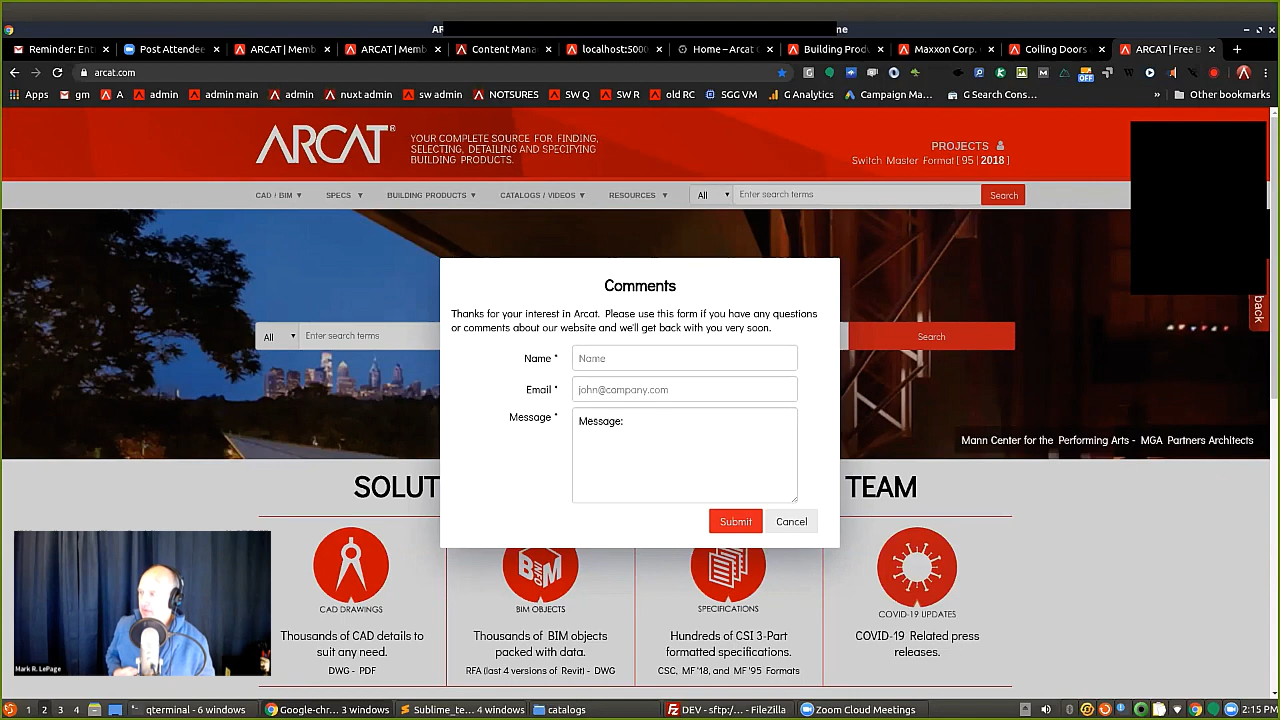 AR
me
Reminder: Ent
Post Attende
ARCAT | Memb
ARCAT | Memb
Content Mana
localhost:5000
Home – Arcat
Building Produ
Maxxon Corp.
Coiling Doors
ARCAT | Free B
arcat.com
OFF
Apps
gm
A
admin
admin main
admin
nuxt admin
sw admin
NOTSURES
SW Q
SW R
old RC
SGG VM
G Analytics
Campaign Ma...
G Search Cons...
»
Other bookmarks
ARCAT®
YOUR COMPLETE SOURCE FOR FINDING,
SELECTING, DETAILING AND SPECIFYING
BUILDING PRODUCTS.
PROJECTS
Switch Master Format [ 95 | 2018 ]
CAD + BIM
SPECS
BUILDING PRODUCTS
CATALOGS / VIDEOS
RESOURCES
All
Enter search terms
Search
Comments
Thanks for your interest in Arcat. Please use this form if you have any questions
or comments about our website and we'll get back with you very soon.
All
Enter search terms
Search
Name *
Name
Email *
john@company.com
Message *
Message:
Submit
Cancel
back
Mann Center for the Performing Arts - MGA Partners Architects
SOLUT
TEAM
CAD DRAWINGS
Thousands of CAD details to
suit any need.
DWG - PDF
BIM INFO
BIM OBJECTS
Thousands of BIM objects
packed with data.
RFA (last 4 versions of Revit) - DWG
SPECIFICATIONS
Hundreds of CSI 3-Part
formatted specifications.
CSC, MF '18, and MF '95 Formats
COVID-19 UPDATES
COVID-19 Related press
releases.
Mark R. LePage
1
2
3
4
qterminal - 6 windows
Google-chr... 3 windows
Sublime_te... 4 windows
catalogs
DEV - sftp:/... - FileZilla
Zoom Cloud Meetings
2:15 PM